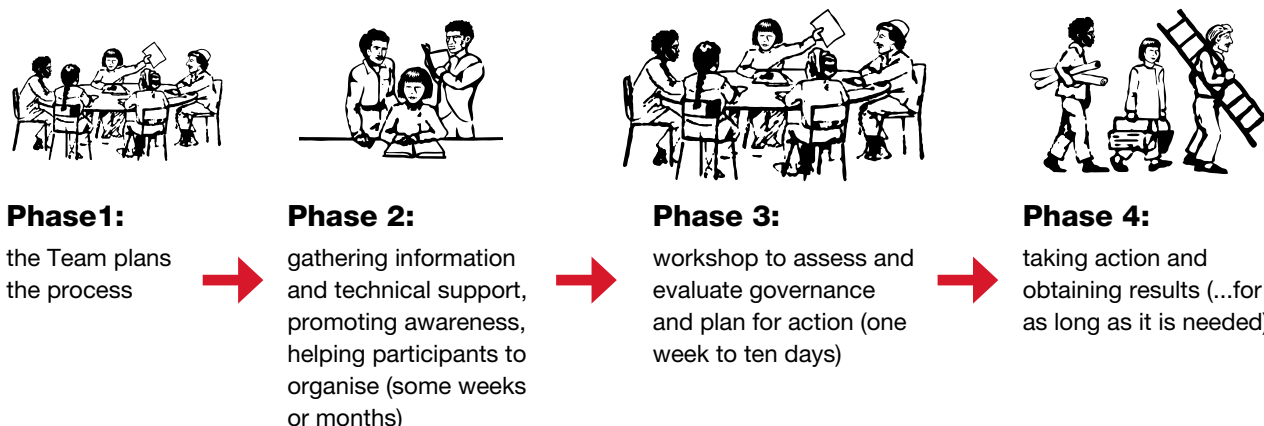 Phase1:
the Team plans
the process
Phase 2:
gathering information
and technical support,
promoting awareness,
helping participants to
organise (some weeks
or months)
Phase 3:
workshop to assess and
evaluate governance
and plan for action (one
week to ten days)
Phase 4:
taking action and
obtaining results (...for
as long as it is needed)